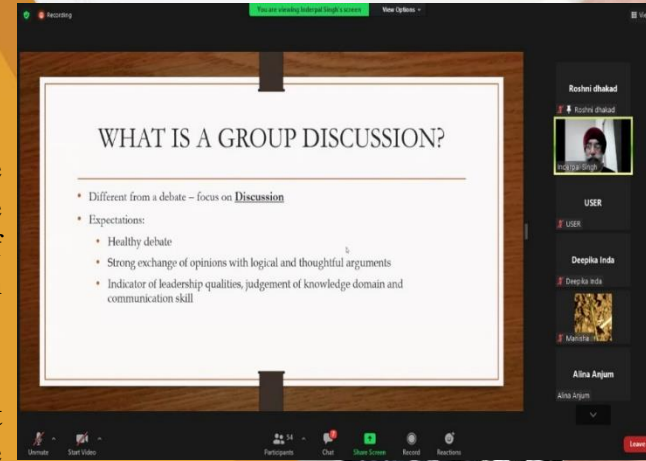 Recording
You are viewing Inderpal Singh's screen
View Options
WHAT IS A GROUP DISCUSSION?
• Different from a debate – focus on Discussion
• Expectations:
• Healthy debate
• Strong exchange of opinions with logical and thoughtful arguments
• Indicator of leadership qualities, judgement of knowledge domain and
communication skill
Roshni dhakad
Roshni dhakad
Inderpal Singh
USER
USER
Deepika Inda
Deepika Inda
Manisha
Alina Anjum
Alina Anjum
Unmute
Start Video
54
Participants
Chat
Share Screen
Record
Reactions
Leave